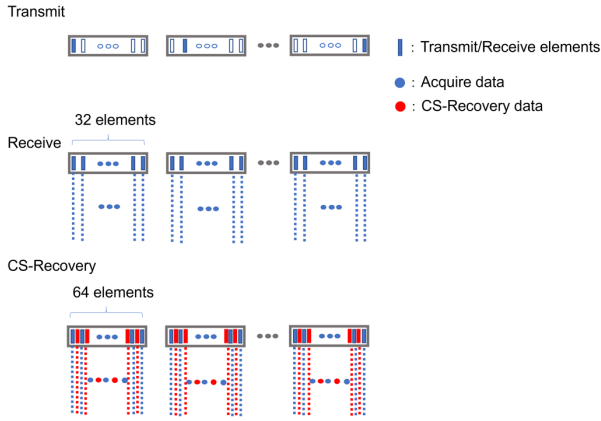 Transmit
: Transmit/Receive elements
: Acquire data
: CS-Recovery data
32 elements
Receive
CS-Recovery
64 elements